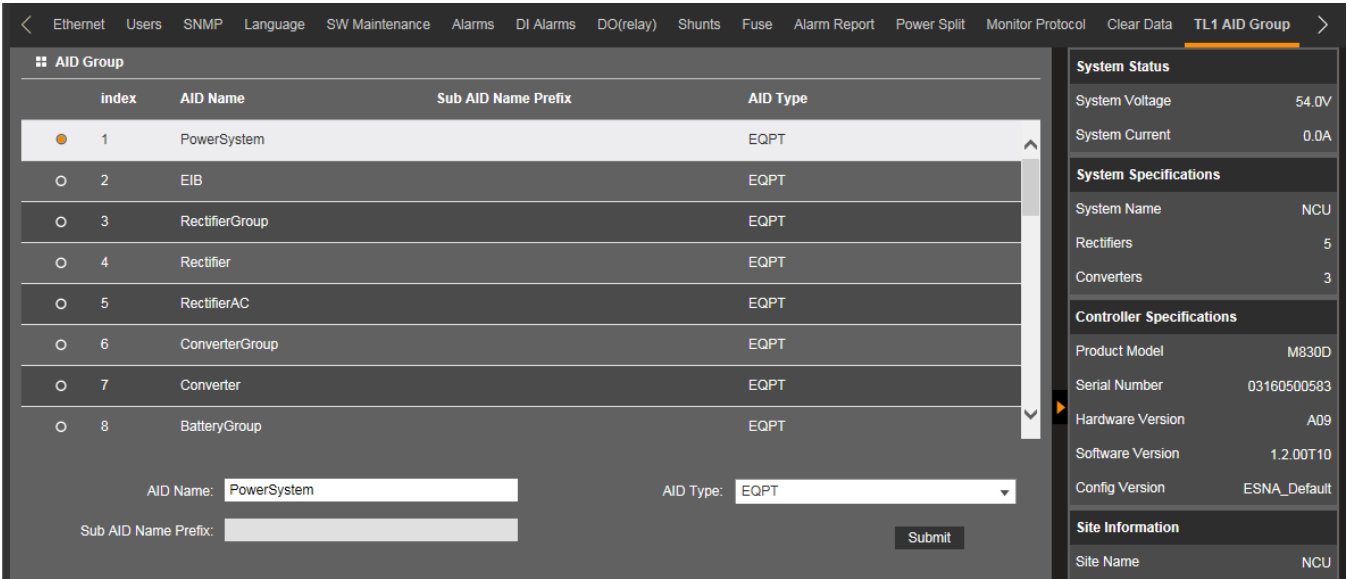 Ethernet Users SNMP Language SW Maintenance Alarms DI Alarms DO(relay) Shunts Fuse Alarm Report Power Split Monitor Protocol Clear Data TL1 AID Group
AID Group
index AID Name Sub AID Name Prefix AID Type
1 PowerSystem EQPT
2 EIB EQPT
3 RectifierGroup EQPT
4 Rectifier EQPT
5 RectifierAC EQPT
6 ConverterGroup EQPT
7 Converter EQPT
8 BatteryGroup EQPT
AID Name: PowerSystem AID Type: EQPT
Sub AID Name Prefix:
Submit
System Status
System Voltage 54.0V
System Current 0.0A
System Specifications
System Name NCU
Rectifiers 5
Converters 3
Controller Specifications
Product Model M830D
Serial Number 03160500583
Hardware Version A09
Software Version 1.2.00T10
Config Version ESNA_Default
Site Information
Site Name NCU